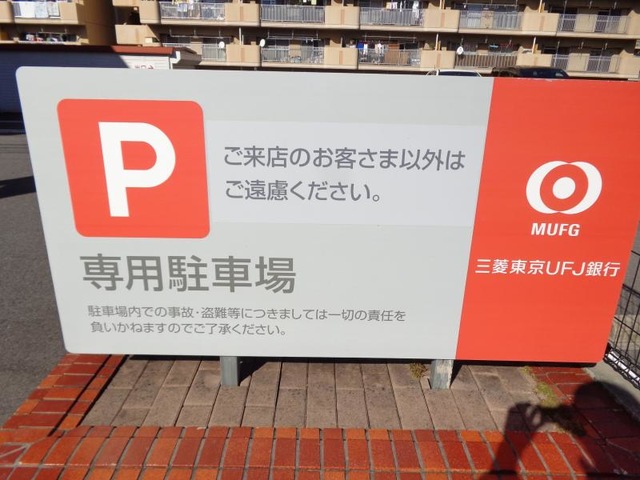 P
ご来店のお客さま以外は
ご遠慮ください。
専用駐車場
駐車場内での事故・盗難等につきましては一切の責任を
負いかねますのでご了承ください。
MUFG
三菱東京UFJ銀行